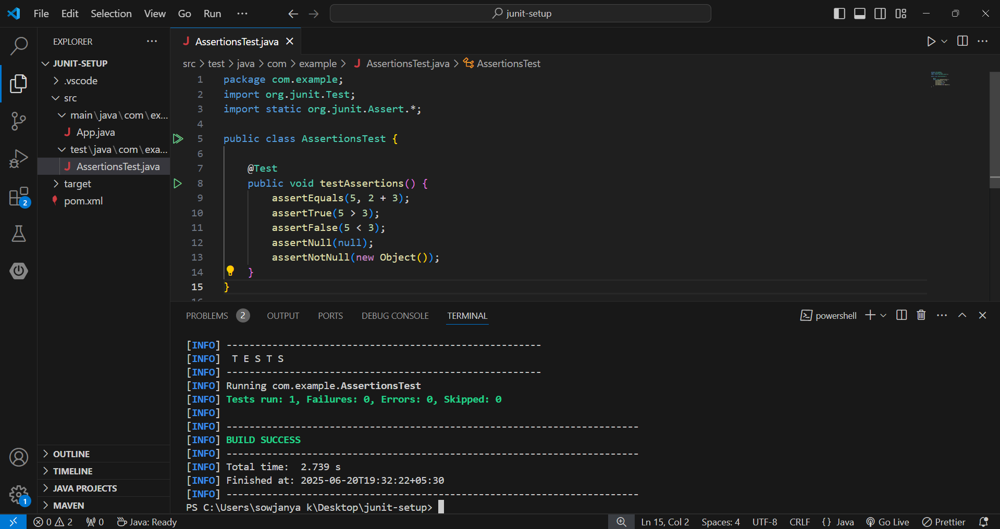 File Edit Selection View Go Run ···
junit-setup
EXPLORER ···
JUNIT-SETUP
.vscode
src
main\java\com\ex...
App.java
test\java\com\exa...
AssertionsTest.java
target
pom.xml
OUTLINE
TIMELINE
JAVA PROJECTS
MAVEN
2
1
AssertionsTest.java
src > test > java > com > example > AssertionsTest.java > AssertionsTest
1 package com.example;
2 import org.junit.Test;
3 import static org.junit.Assert.*;
4
5 public class AssertionsTest {
6
7     @Test
8     public void testAssertions() {
9         assertEquals(5, 2 + 3);
10         assertTrue(5 > 3);
11         assertFalse(5 < 3);
12         assertNull(null);
13         assertNotNull(new Object());
14     }
15 }
16
PROBLEMS 2 OUTPUT PORTS DEBUG CONSOLE TERMINAL
powershell
[INFO] -------------------------------------------------------
[INFO]  T E S T S
[INFO] -------------------------------------------------------
[INFO] Running com.example.AssertionsTest
[INFO] Tests run: 1, Failures: 0, Errors: 0, Skipped: 0
[INFO]
[INFO] ------------------------------------------------------------------------
[INFO] BUILD SUCCESS
[INFO] ------------------------------------------------------------------------
[INFO] Total time:  2.739 s
[INFO] Finished at: 2025-06-20T19:32:22+05:30
[INFO] ------------------------------------------------------------------------
PS C:\Users\sowjanya k\Desktop\junit-setup>
0 2 0 Java: Ready Ln 15, Col 2 Spaces: 4 UTF-8 CRLF {} Java Go Live Prettier